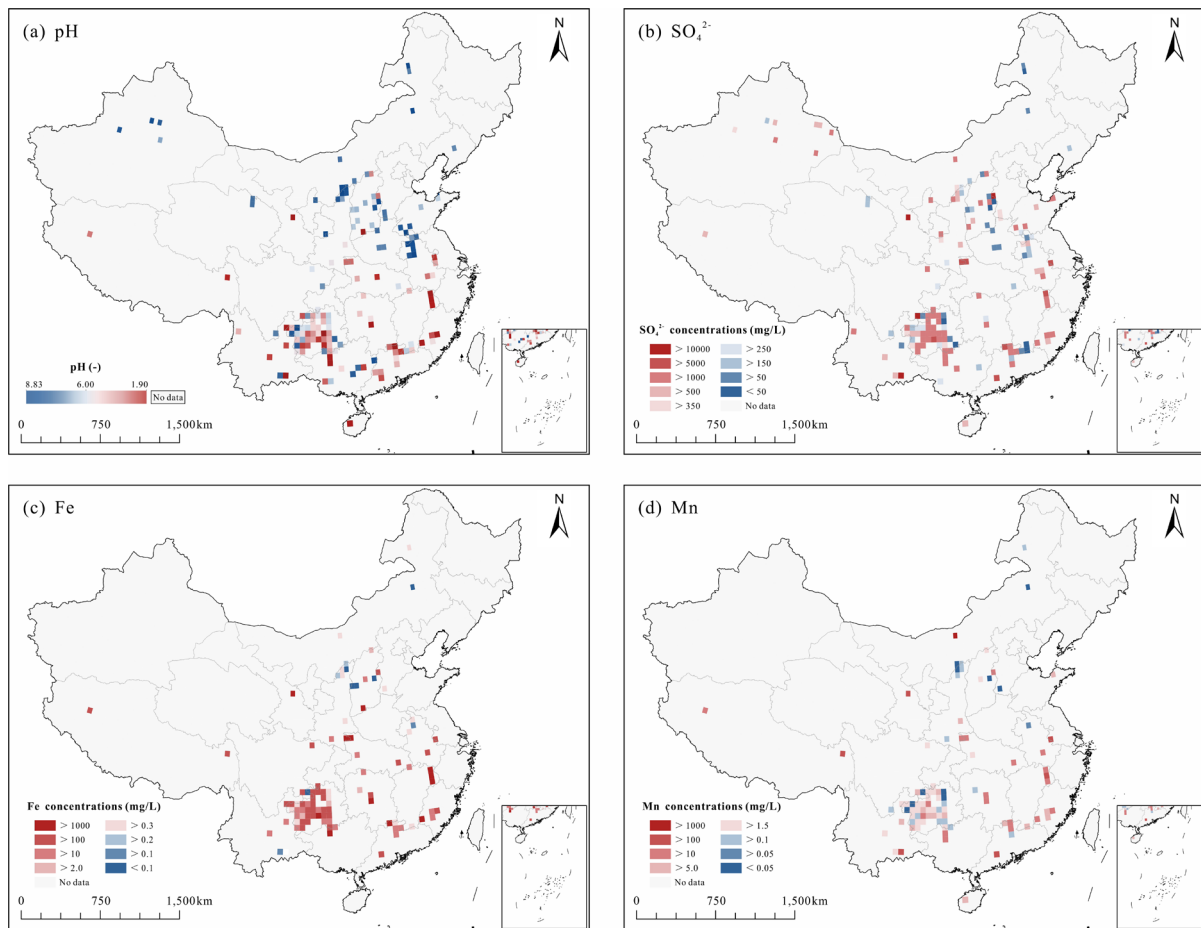 (a) pH
N
pH (-)
8.83 6.00 1.90
No data
0 750 1,500km
(b) SO₄²⁻
N
SO₄²⁻ concentrations (mg/L)
> 10000 > 250
> 5000 > 150
> 1000 > 50
> 500 < 50
> 350 No data
0 750 1,500km
(c) Fe
N
Fe concentrations (mg/L)
> 1000 > 0.3
> 100 > 0.2
> 10 > 0.1
> 2.0 < 0.1
No data
0 750 1,500km
(d) Mn
N
Mn concentrations (mg/L)
> 1000 > 1.5
> 100 > 0.1
> 10 > 0.05
> 5.0 < 0.05
No data
0 750 1,500km